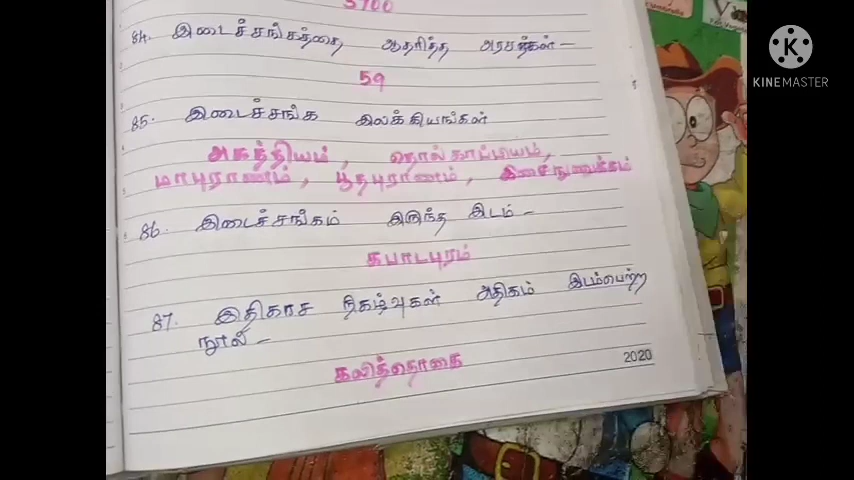 3700
84. இடைச்சங்கத்தை ஆதரித்த அரசர்கள் -
59
85. இடைச்சங்க இலக்கியங்கள்
அகத்தியம், தொல்காப்பியம்,
மாபுராணம், பூதபுராணம், இசைநுணுக்கம்
86. இடைச்சங்கம் இருந்த இடம் -
கபாடபுரம்
87. இதிகாச நிகழ்வுகள் அதிகம் இடம்பெற்ற
நூல் -
கலித்தொகை
2020
KINEMASTER